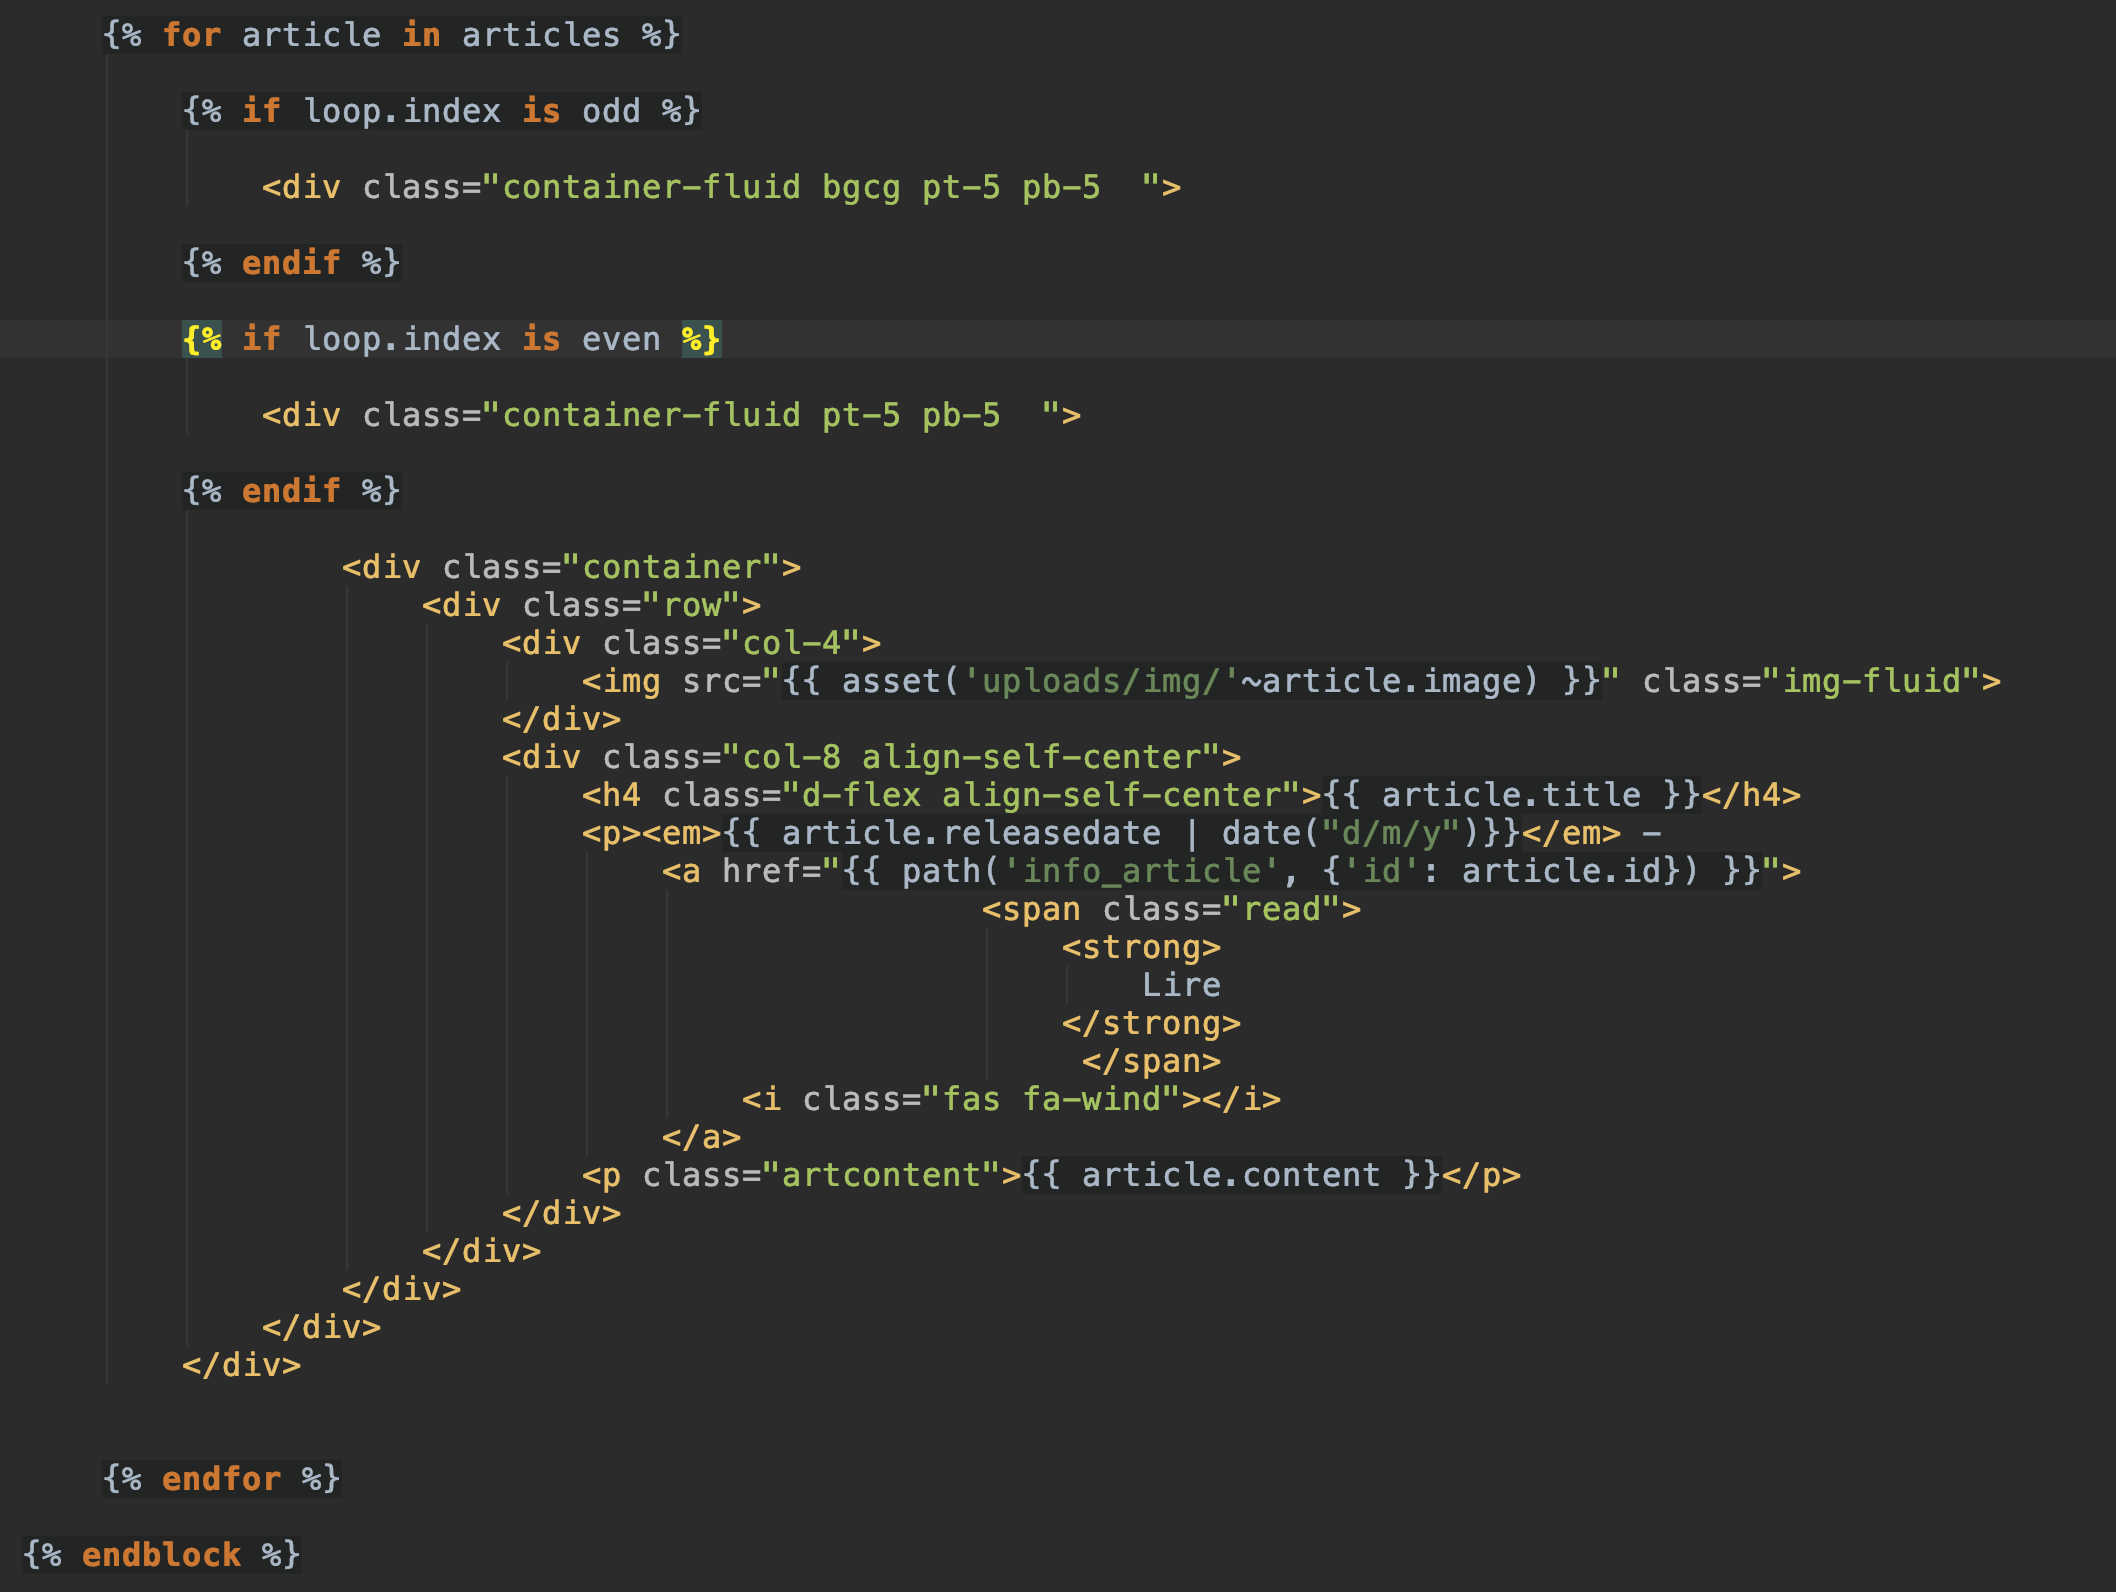 {% for article in articles %}
{% if loop.index is odd %}
<div class="container-fluid bgcg pt-5 pb-5  ">
{% endif %}
{% if loop.index is even %}
<div class="container-fluid pt-5 pb-5  ">
{% endif %}
<div class="container">
<div class="row">
<div class="col-4">
<img src="{{ asset('uploads/img/'~article.image) }}" class="img-fluid">
</div>
<div class="col-8 align-self-center">
<h4 class="d-flex align-self-center">{{ article.title }}</h4>
<p><em>{{ article.releasedate | date("d/m/y")}}</em> –
<a href="{{ path('info_article', {'id': article.id}) }}">
<span class="read">
<strong>
Lire
</strong>
</span>
<i class="fas fa-wind"></i>
</a>
<p class="artcontent">{{ article.content }}</p>
</div>
</div>
</div>
</div>
</div>
{% endfor %}
{% endblock %}